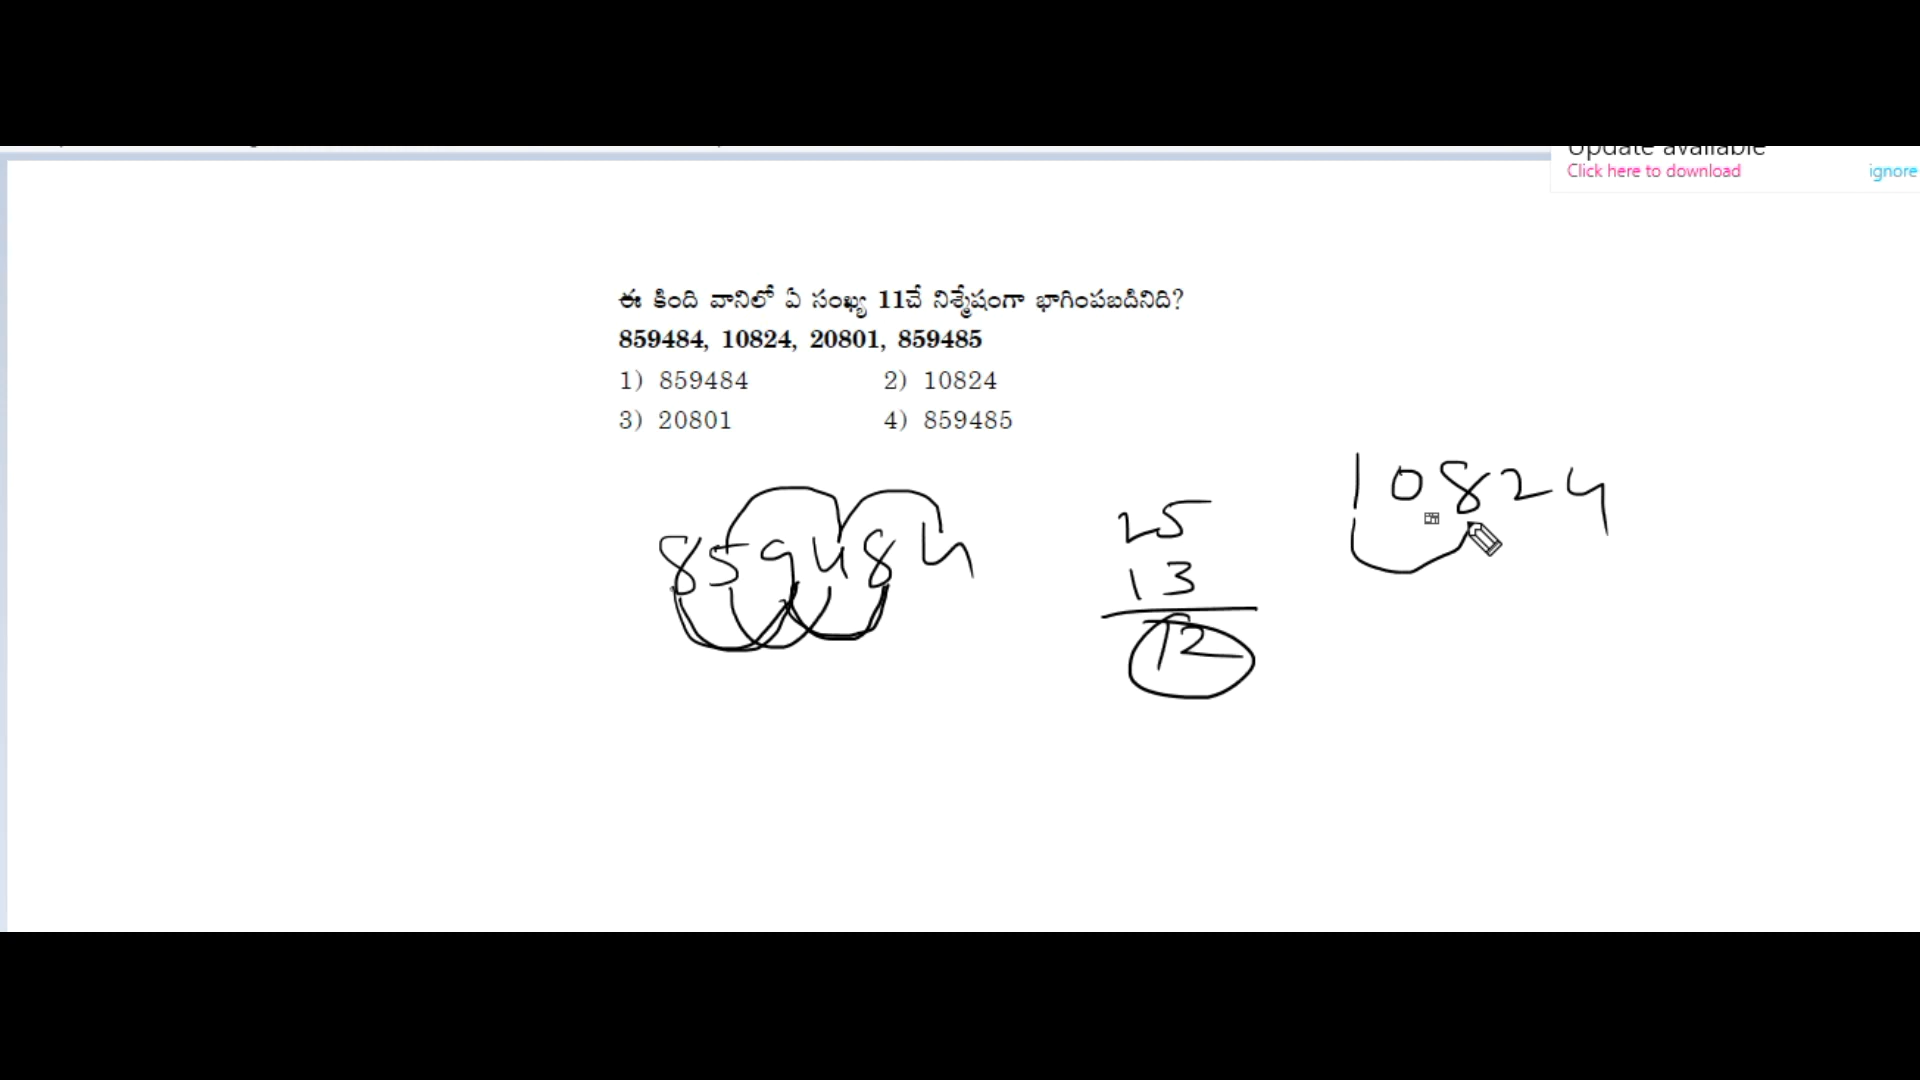 Update available
Click here to download ignore
ఈ కింది వానిలో ఏ సంఖ్య 11చే నిశ్శేషంగా భాగింపబడినిది?
859484, 10824, 20801, 859485
1) 859484 2) 10824
3) 20801 4) 859485
859484 25 10824
13
12